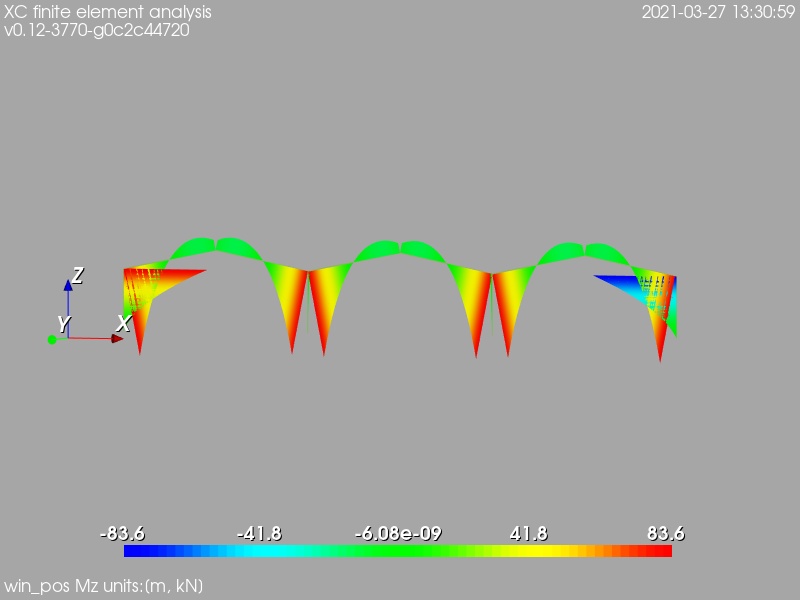 XC finite element analysis
2021-03-27 13:30:59
v0.12-3770-g0c2c44720
Z
Y
X
-83.6 -41.8 -6.08e-09 41.8 83.6
win_pos Mz units:[m, kN]